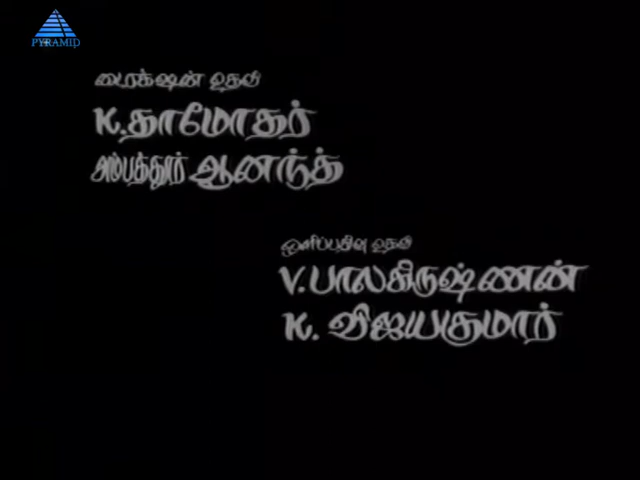 PYRAMID
டைரக்‌ஷன் உதவி
K. தாமோதர்
அம்பத்தூர் ஆனந்த்
ஒளிப்பதிவு உதவி
V. பாலகிருஷ்ணன்
K. விஜயகுமார்